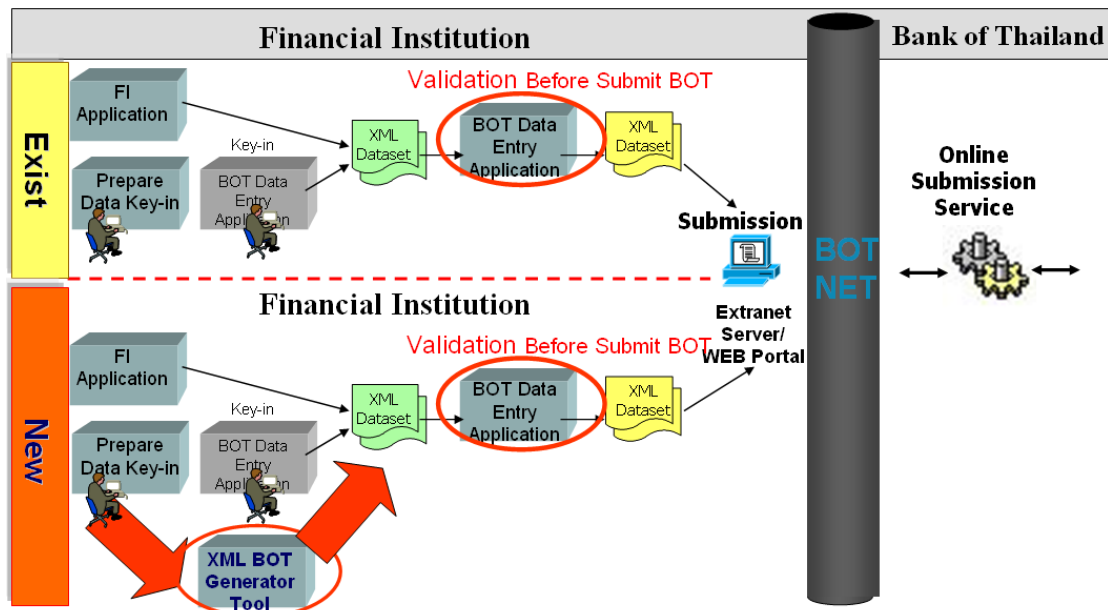 Financial Institution
Bank of Thailand
Exist
FI
Application
Prepare
Data Key-in
Key-in
BOT Data
Entry
Application
XML
Dataset
Validation Before Submit BOT
BOT Data
Entry
Application
XML
Dataset
Submission
BOT
NET
Online
Submission
Service
Extranet
Server/
WEB Portal
New
Financial Institution
FI
Application
Prepare
Data Key-in
Key-in
BOT Data
Entry
Application
XML
Dataset
Validation Before Submit BOT
BOT Data
Entry
Application
XML
Dataset
XML BOT
Generator
Tool